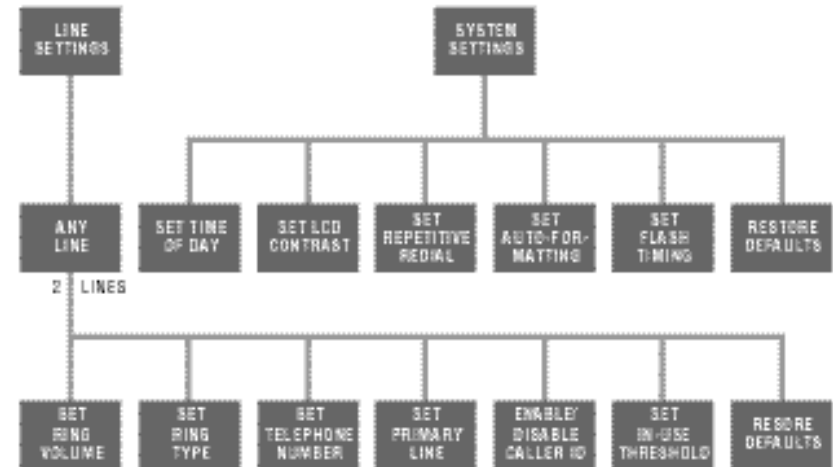 LINE
SETTINGS
SYSTEM
SETTINGS
ANY
LINE
SET TIME
OF DAY
SET LCD
CONTRAST
SET
REPETITIVE
REDIAL
SET
AUTO-FOR-
MATTING
SET
FLASH
TIMING
RESTORE
DEFAULTS
2 LINES
SET
RING
VOLUME
SET
RING
TYPE
SET
TELEPHONE
NUMBER
SET
PRIMARY
LINE
ENABLE/
DISABLE
CALLER ID
SET
IN-USE
THRESHOLD
RESORE
DEFAULTS